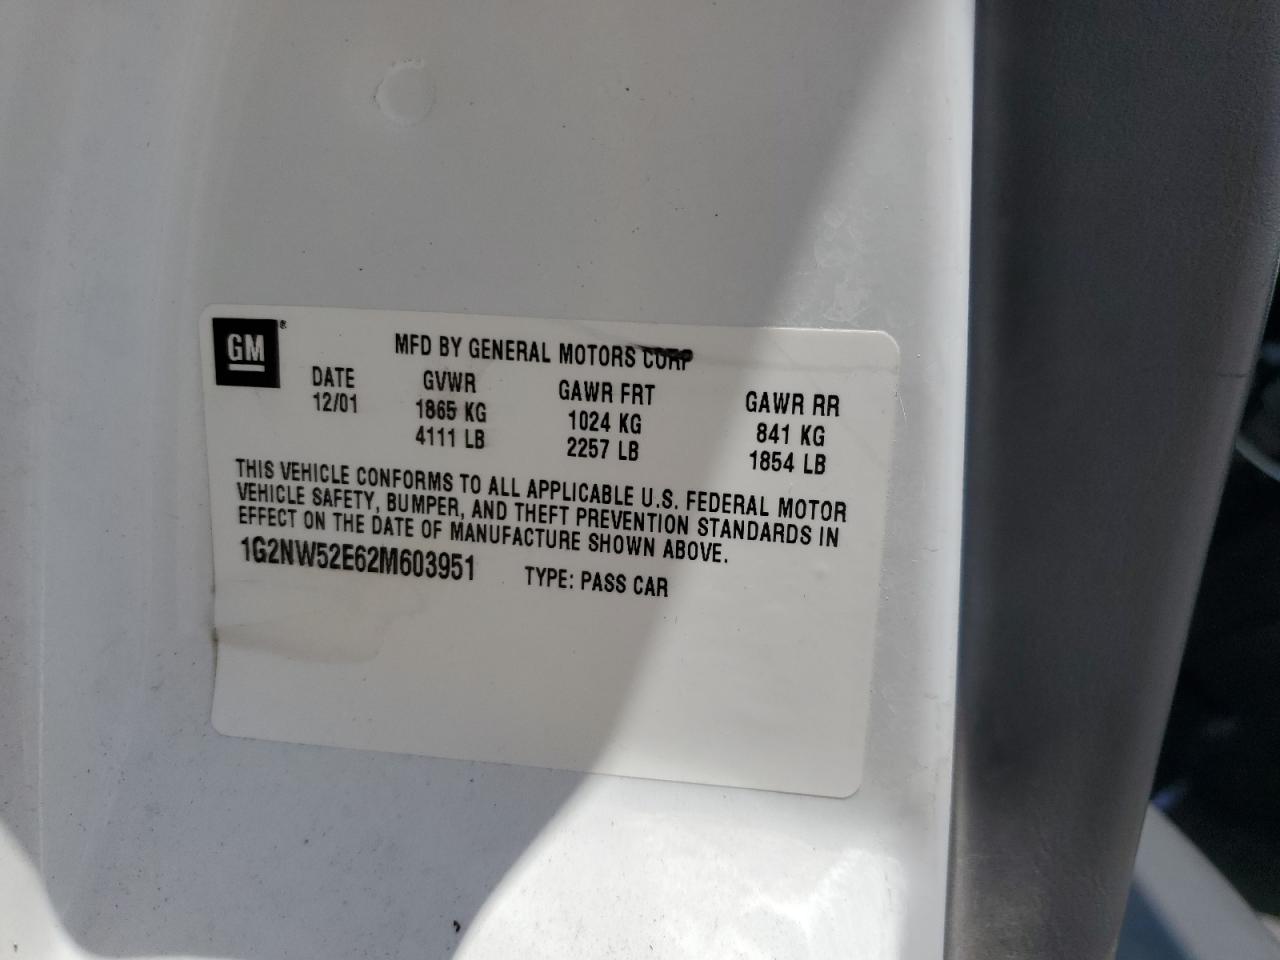 GM ®
MFD BY GENERAL MOTORS CORP
DATE GVWR GAWR FRT GAWR RR
12/01 1865 KG 1024 KG 841 KG
4111 LB 2257 LB 1854 LB
THIS VEHICLE CONFORMS TO ALL APPLICABLE U.S. FEDERAL MOTOR
VEHICLE SAFETY, BUMPER, AND THEFT PREVENTION STANDARDS IN
EFFECT ON THE DATE OF MANUFACTURE SHOWN ABOVE.
1G2NW52E62M603951 TYPE: PASS CAR